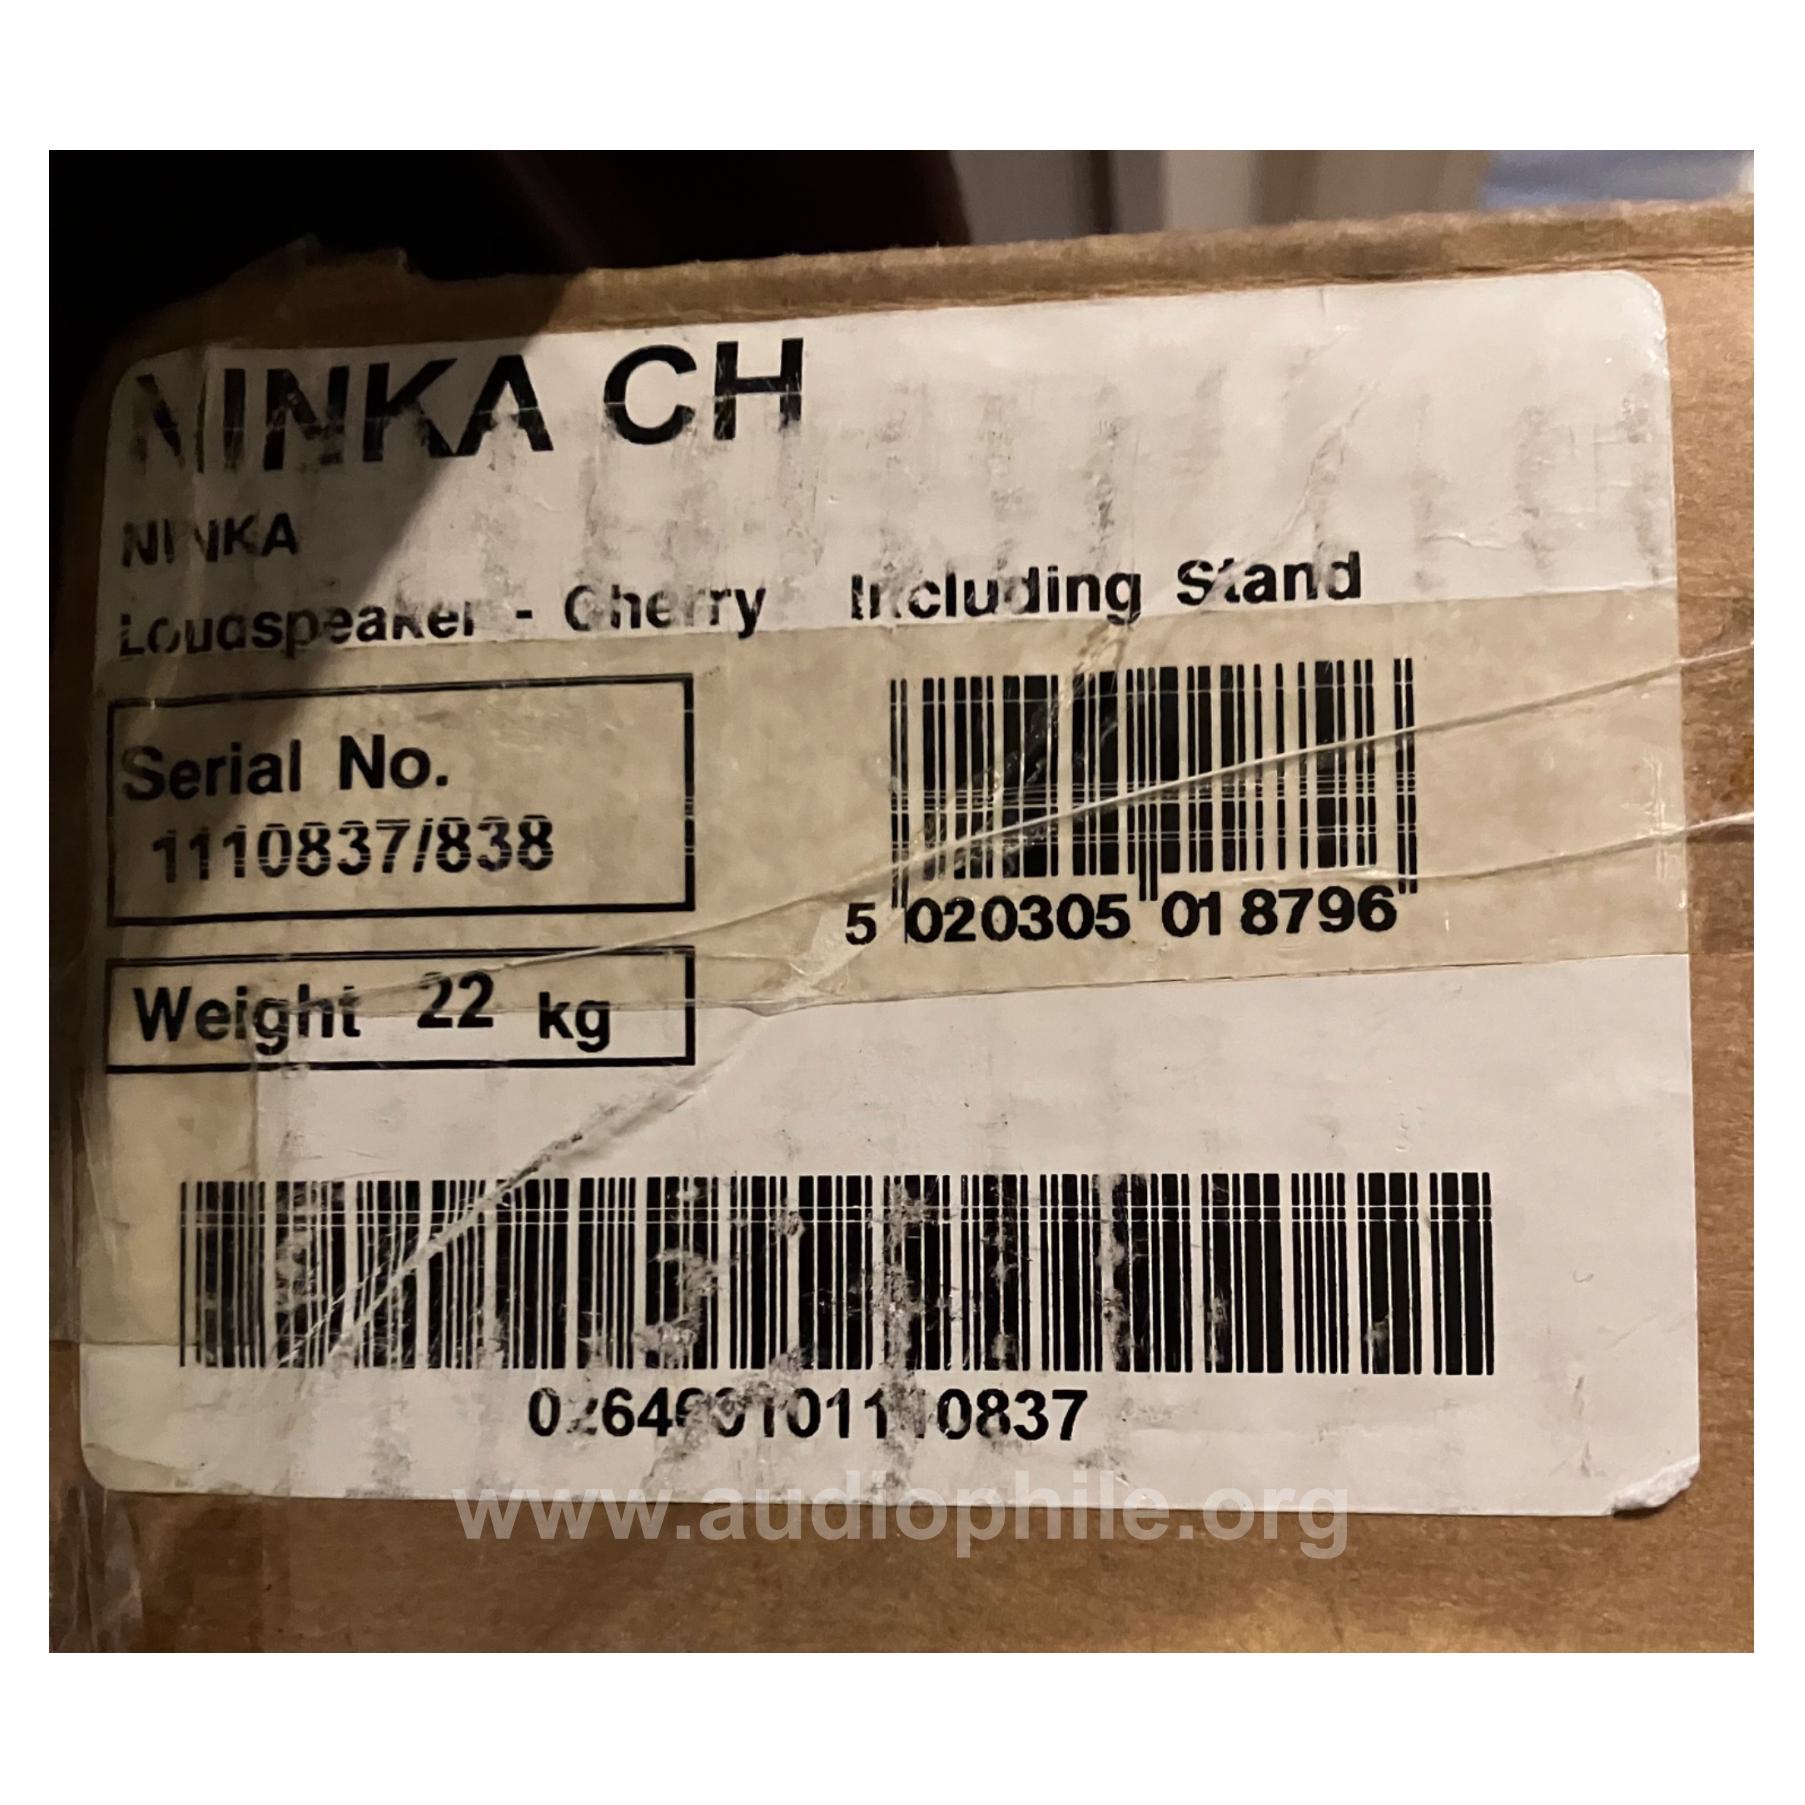 NINKA CH
NINKA
Loudspeaker - Cherry Including Stand
Serial No.
1110837/838
5 020305 018796
Weight 22 kg
www.audiophile.org